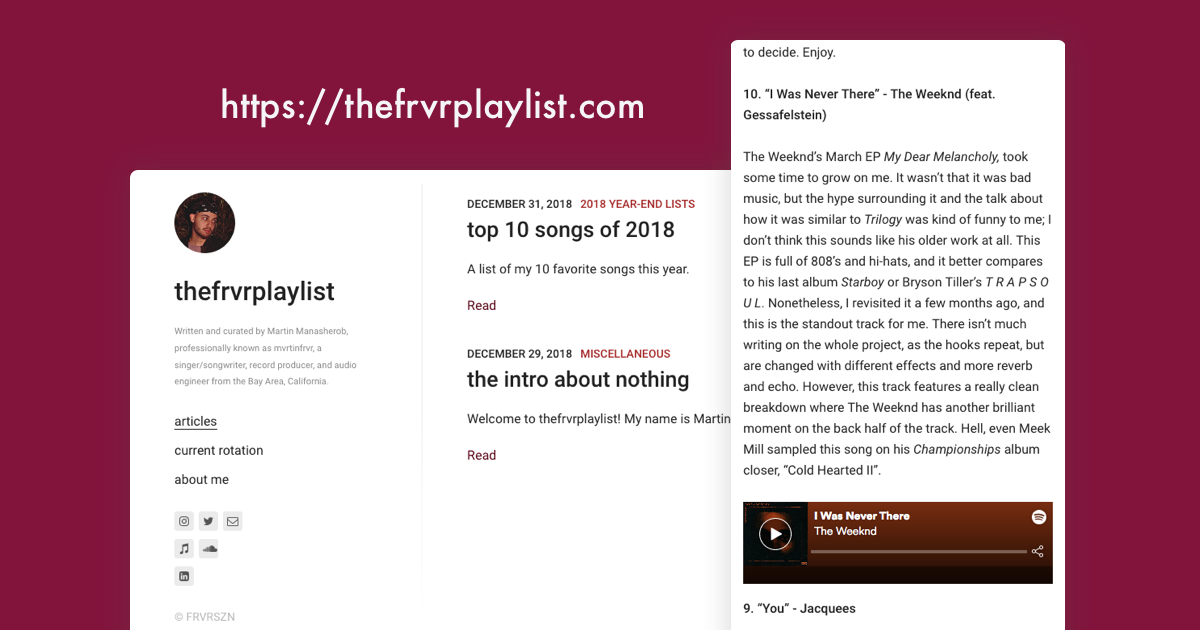 https://thefrvrplaylist.com
thefrvrplaylist
Written and curated by Martin Manasherob,
professionally known as mvrtinfrvr, a
singer/songwriter, record producer, and audio
engineer from the Bay Area, California.
articles
current rotation
about me
© FRVRSZN
DECEMBER 31, 2018 2018 YEAR-END LISTS
top 10 songs of 2018
A list of my 10 favorite songs this year.
Read
DECEMBER 29, 2018 MISCELLANEOUS
the intro about nothing
Welcome to thefrvrplaylist! My name is Martin
Read
to decide. Enjoy.
10. “I Was Never There” - The Weeknd (feat.
Gessafelstein)
The Weeknd’s March EP My Dear Melancholy, took
some time to grow on me. It wasn’t that it was bad
music, but the hype surrounding it and the talk about
how it was similar to Trilogy was kind of funny to me; I
don’t think this sounds like his older work at all. This
EP is full of 808’s and hi-hats, and it better compares
to his last album Starboy or Bryson Tiller’s T R A P S O
U L. Nonetheless, I revisited it a few months ago, and
this is the standout track for me. There isn’t much
writing on the whole project, as the hooks repeat, but
are changed with different effects and more reverb
and echo. However, this track features a really clean
breakdown where The Weeknd has another brilliant
moment on the back half of the track. Hell, even Meek
Mill sampled this song on his Championships album
closer, “Cold Hearted II”.
I Was Never There
The Weeknd
9. “You” - Jacquees